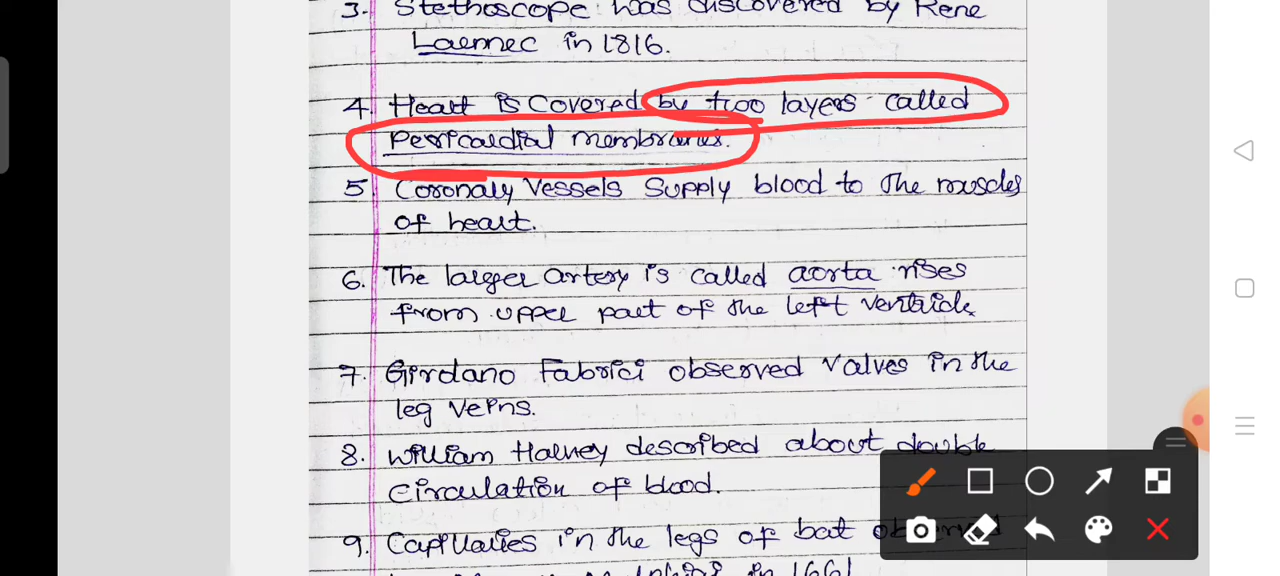 3. Stethoscope was discovered by Rene
Laennec in 1816.
4. Heart is covered by two layers called
Pericardial membranes.
5. Coronary vessels supply blood to the muscles
of heart.
6. The larger artery is called aorta rises
from upper part of the left ventricle
7. Girdano Fabrici observed valves in the
leg veins.
8. William Harvey described about double
circulation of blood.
9. Capillaries in the legs of bat observed
in 1661